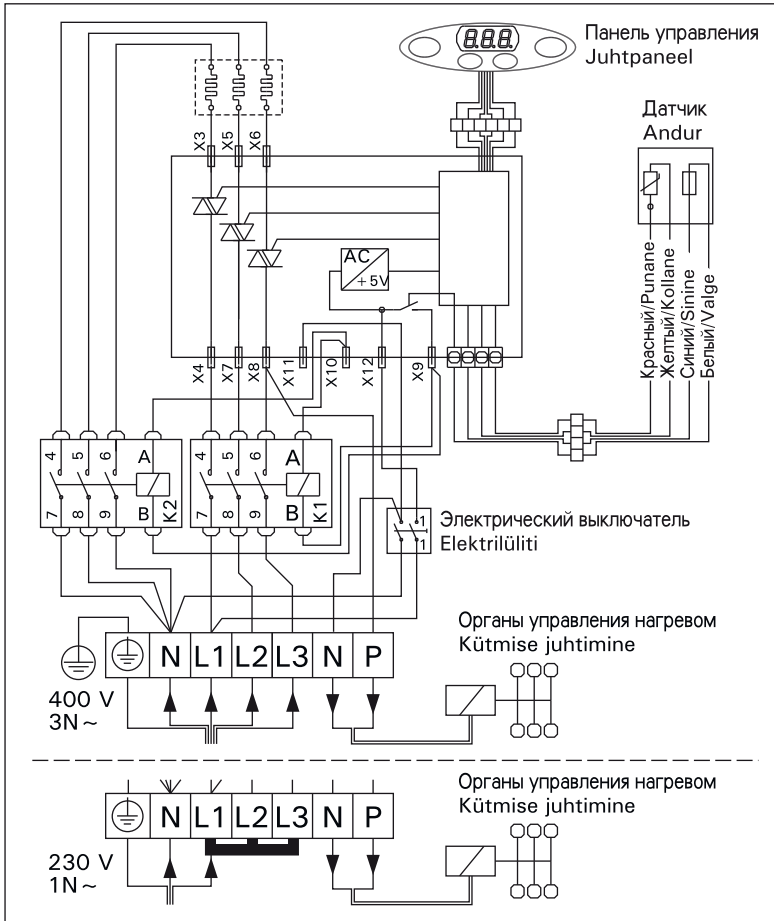 8.8.8.
Панель управления
Juhtpaneel
Датчик
Andur
X3
X5
X6
AC
+5V
Красный/Punane
Желтый/Kollane
Синий/Sinine
Белый/Valge
X4
X7
X8
X11
X10
X12
X9
4
5
6
A
7
8
9
B
K2
4
5
6
A
7
8
9
B
K1
1
1
Электрический выключатель
Elektrilüliti
Органы управления нагревом
Kütmise juhtimine
N L1 L2 L3 N P
400 V
3N~
Органы управления нагревом
Kütmise juhtimine
N L1 L2 L3 N P
230 V
1N~